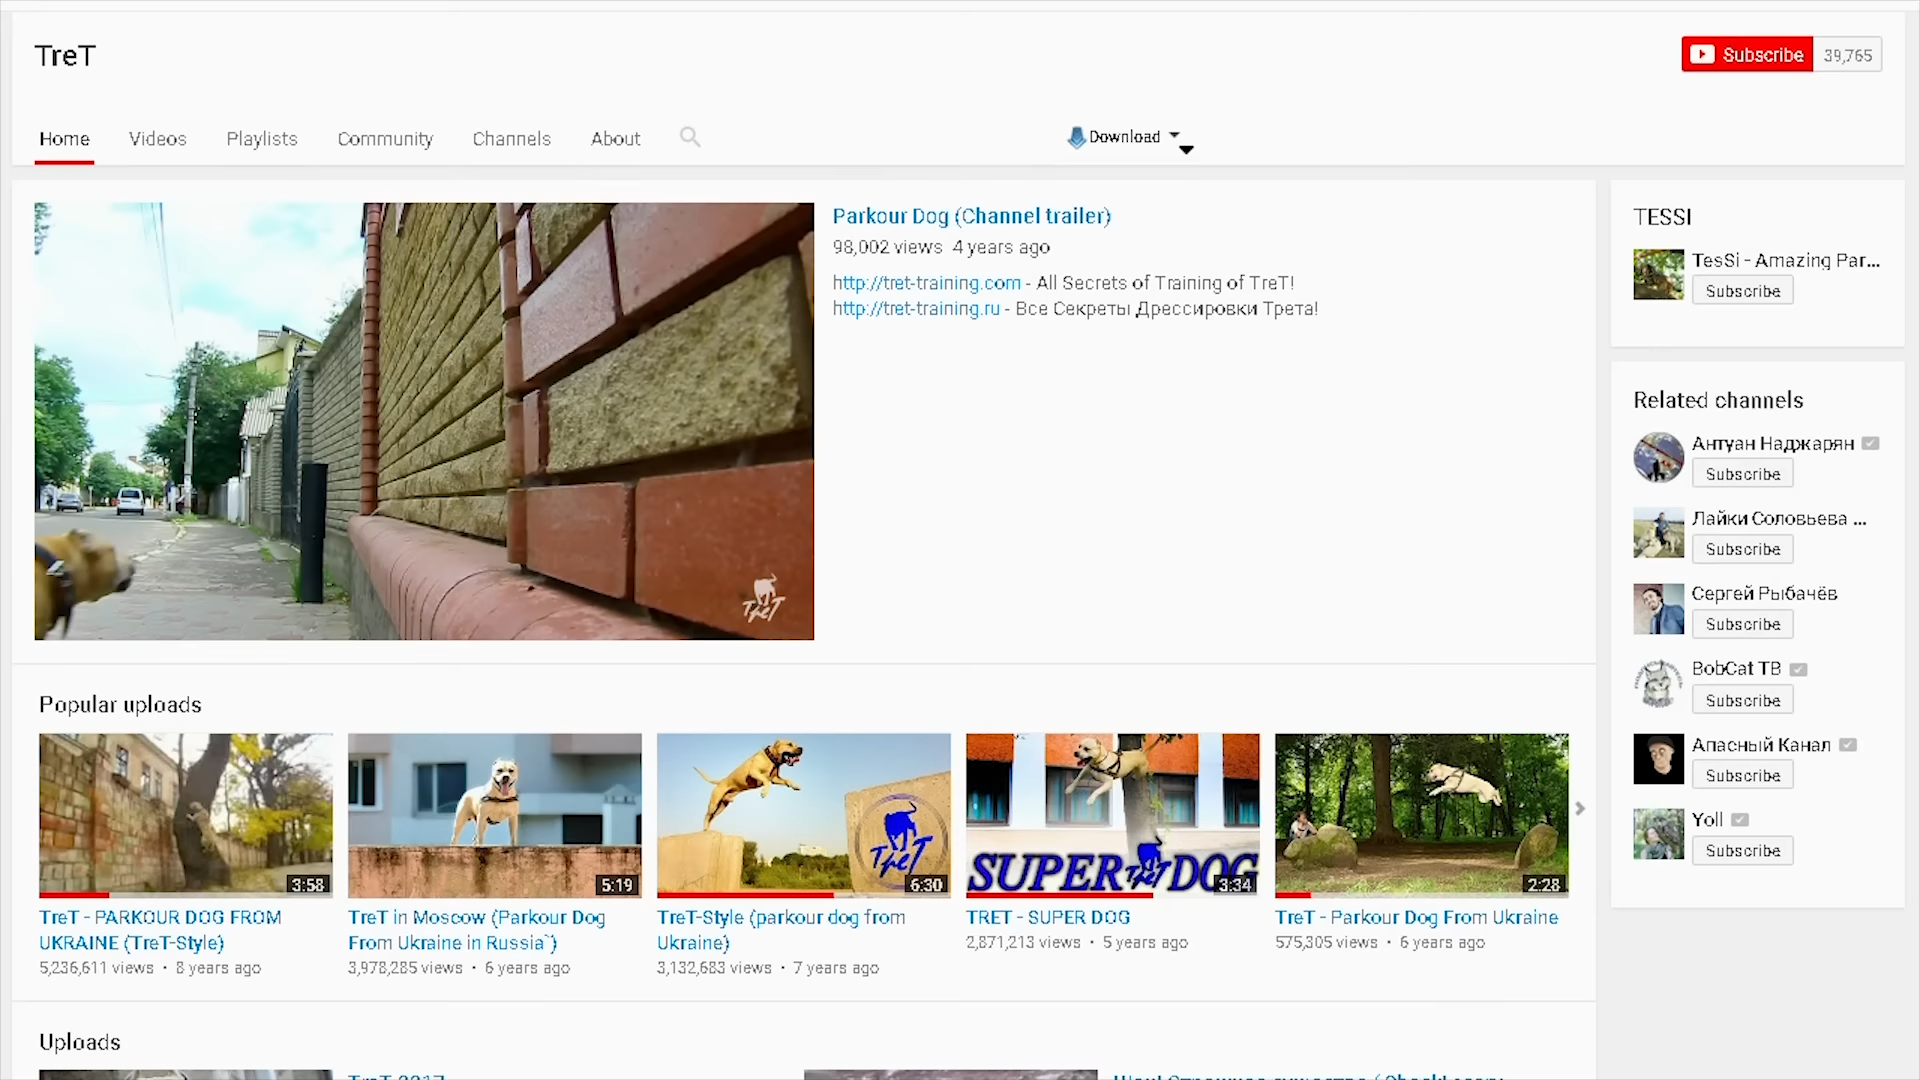 TreT
Subscribe 39,765
Home Videos Playlists Community Channels About
Download
Parkour Dog (Channel trailer)
98,002 views 4 years ago
http://tret-training.com - All Secrets of Training of TreT!
http://tret-training.ru - Все Секреты Дрессировки Трета!
TreT
TESSI
TesSi - Amazing Par...
Subscribe
Related channels
Антуан Наджарян
Subscribe
Лайки Соловьева ...
Subscribe
Сергей Рыбачёв
Subscribe
BobCat ТВ
Subscribe
Апасный Канал
Subscribe
Yoll
Subscribe
Popular uploads
3:58
TreT - PARKOUR DOG FROM
UKRAINE (TreT-Style)
5,236,611 views • 8 years ago
5:19
TreT in Moscow (Parkour Dog
From Ukraine in Russia`)
3,978,285 views • 6 years ago
TreT
6:30
TreT-Style (parkour dog from
Ukraine)
3,132,683 views • 7 years ago
SUPER TreT DOG
3:34
TRET - SUPER DOG
2,871,213 views • 5 years ago
2:28
TreT - Parkour Dog From Ukraine
575,305 views • 6 years ago
Uploads
TreT 2017